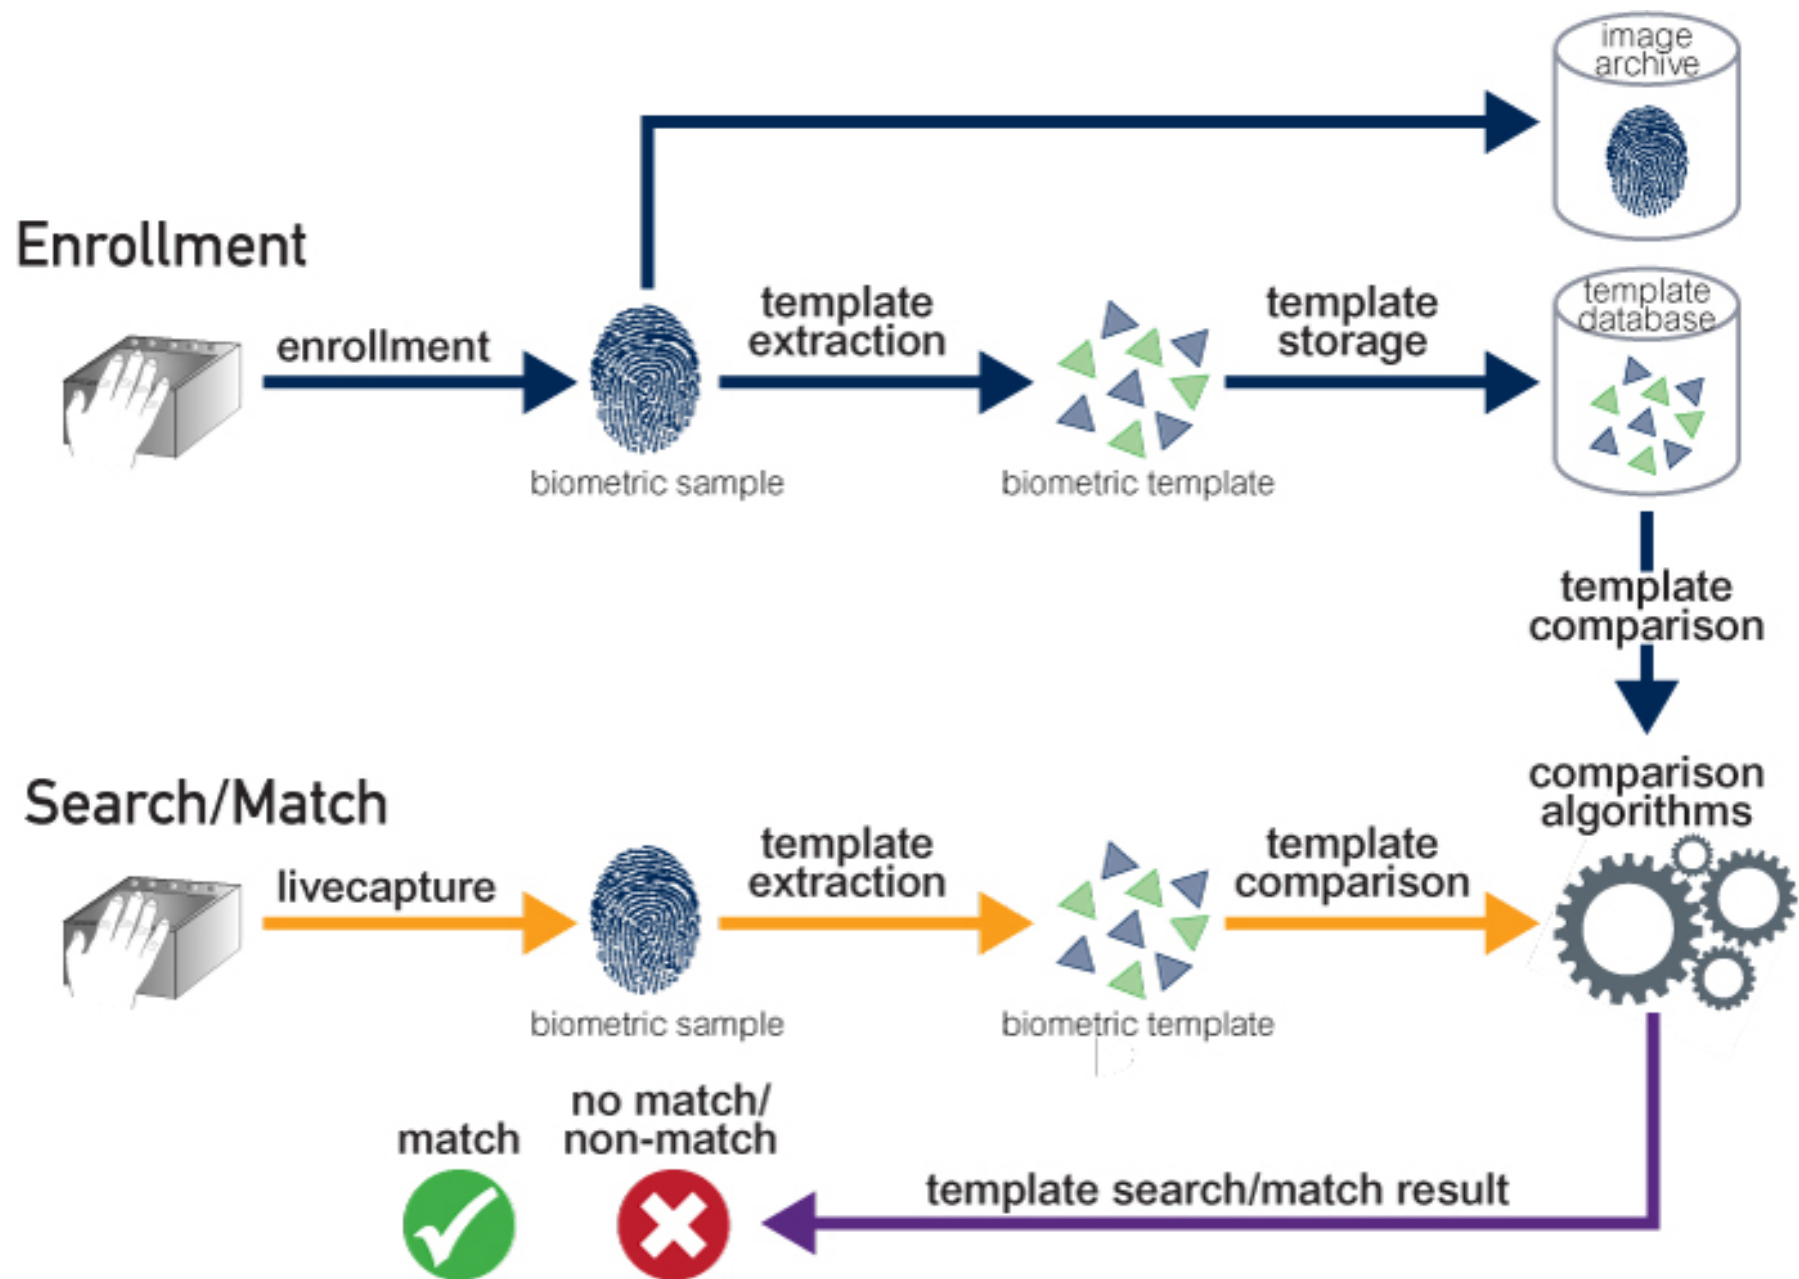 image
archive
Enrollment
enrollment
template
extraction
template
storage
template
database
biometric sample
biometric template
template
comparison
Search/Match
comparison
algorithms
livecapture
template
extraction
template
comparison
biometric sample
biometric template
match
no match/
non-match
template search/match result